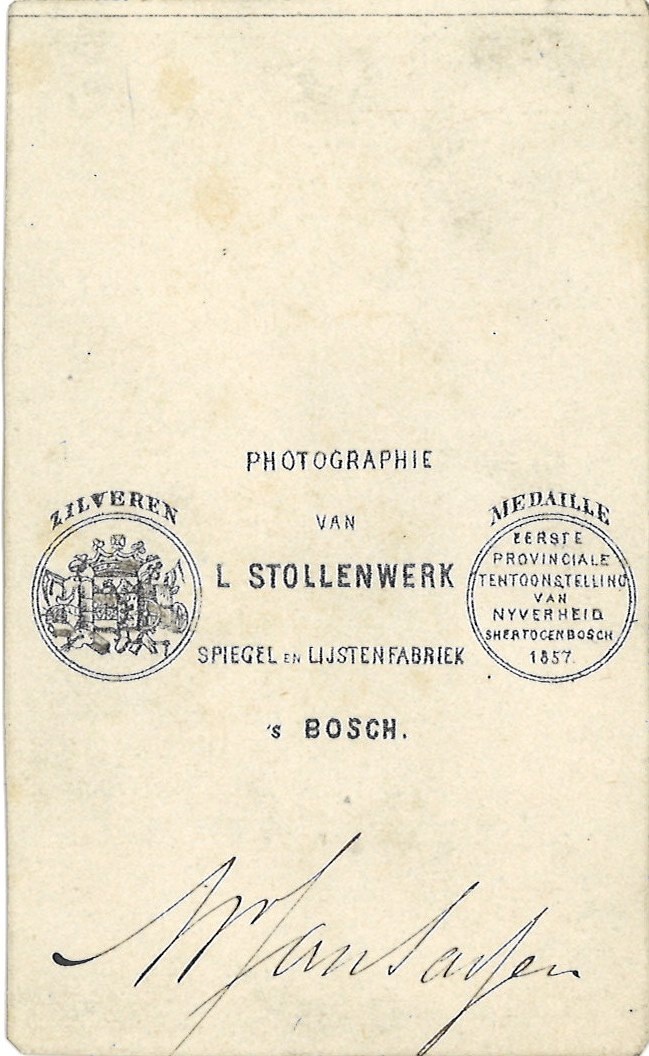 PHOTOGRAPHIE
VAN
L STOLLENWERK
SPIEGEL EN LIJSTENFABRIEK
's BOSCH.
ZILVEREN
MEDAILLE
EERSTE
PROVINCIALE
TENTOONSTELLING
VAN
NYVERHEID
SHERTOGENBOSCH
1857.